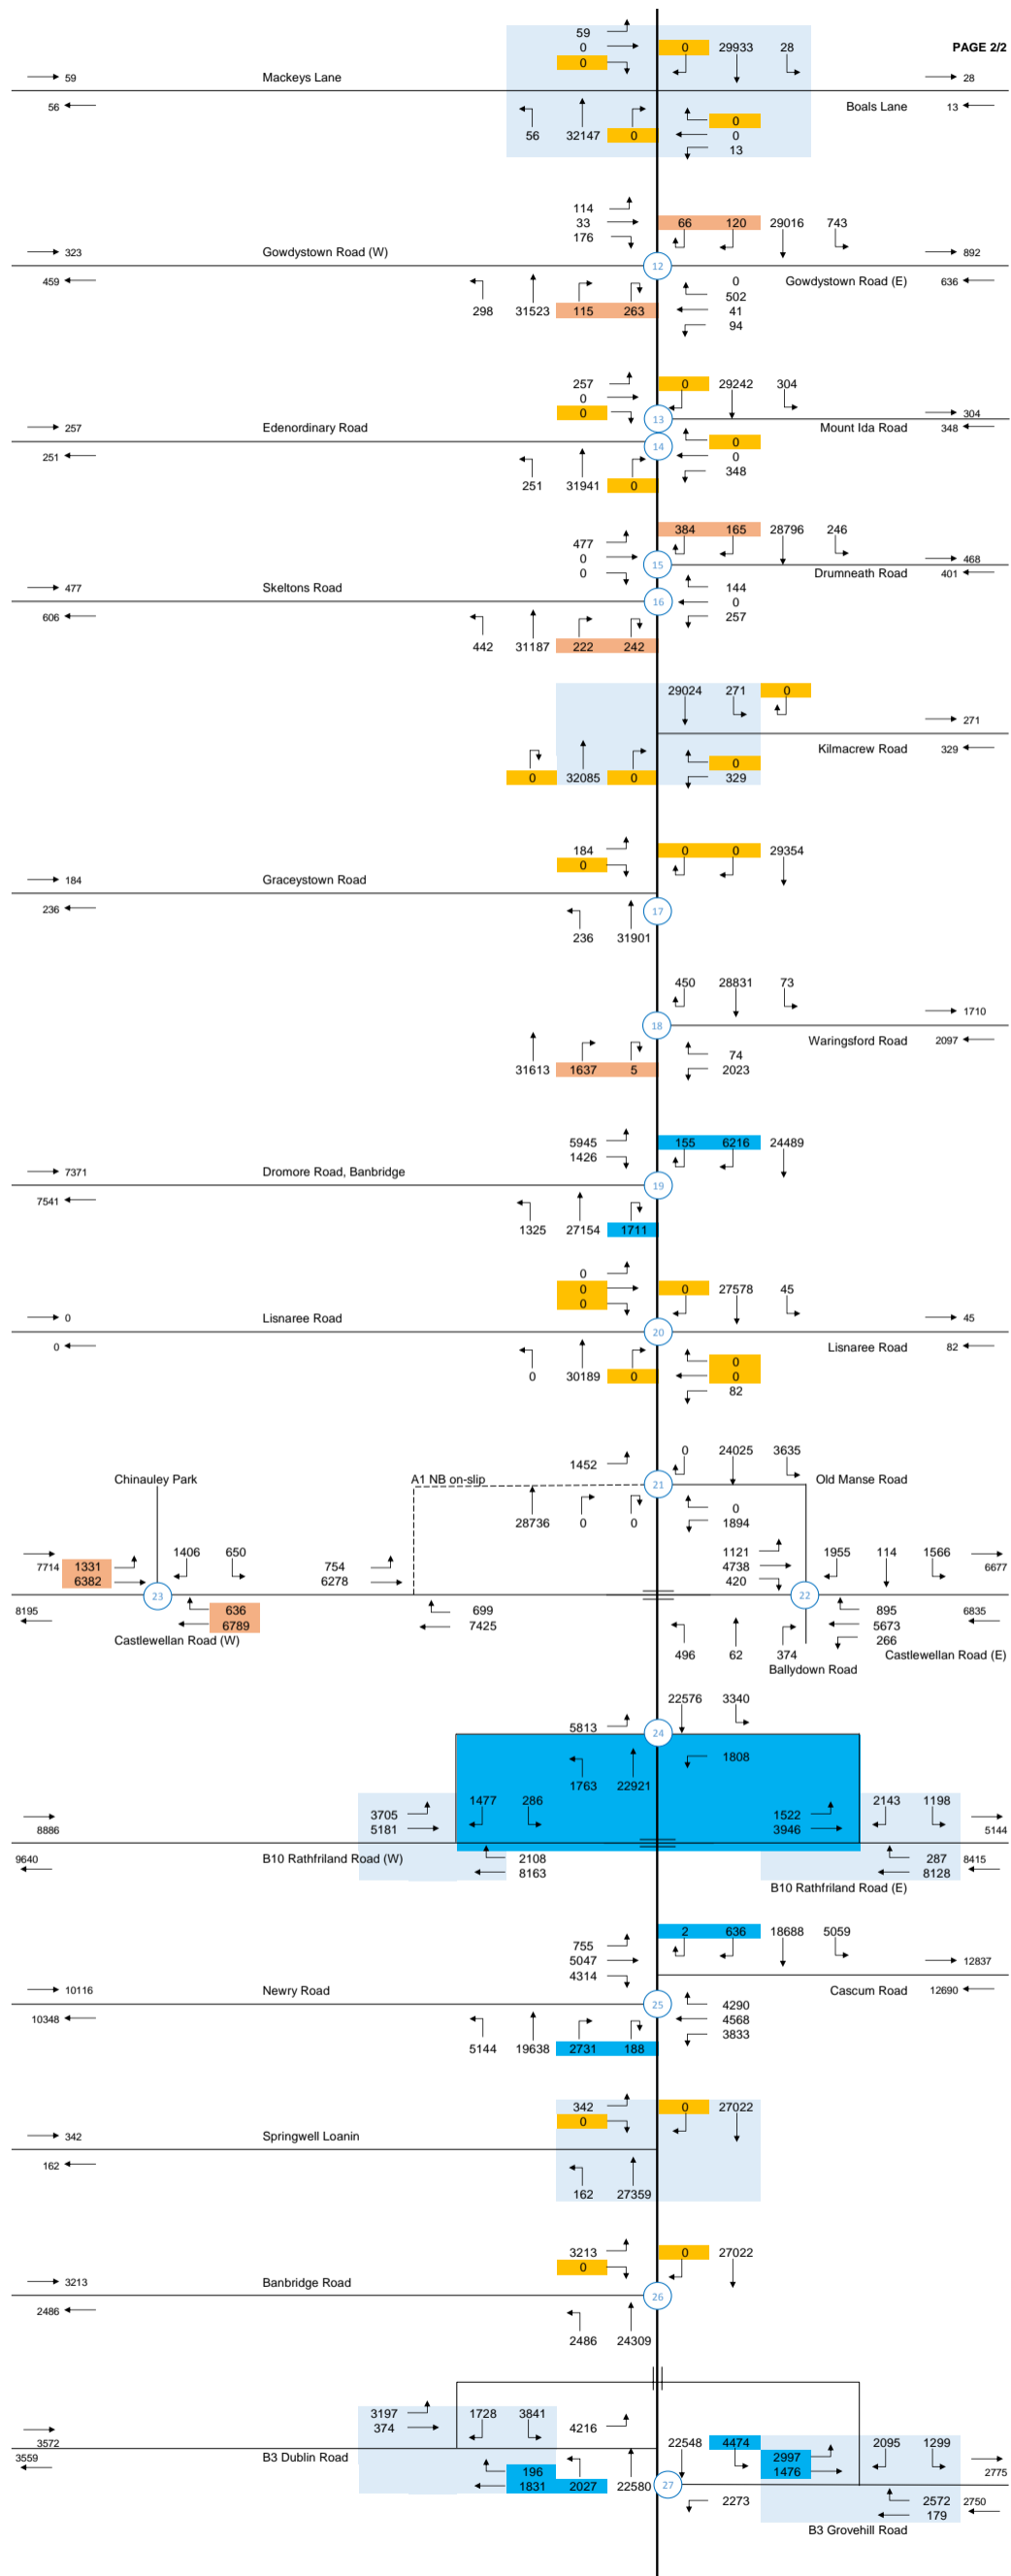 59
0 0 29933 28 PAGE 2/2
0
59 Mackeys Lane 28
56 Boals Lane 13
0
56 32147 0 0
13
114
33 66 120 29016 743
176
323 Gowdystown Road (W) 12 892
459 0 Gowdystown Road (E) 636
502
298 31523 115 263 41
94
257 0 29242 304
0
0 13 304
257 Edenordinary Road Mount Ida Road 348
251 14 0
0
251 31941 0 348
384 165 28796 246
477
0 15 468
0 Drumneath Road 401
477 Skeltons Road 144
606 16 0
257
442 31187 222 242
29024 271 0
271
Kilmacrew Road 329
0
0 32085 0 329
184 0 0 29354
0
184 Graceystown Road
236 17
236 31901
450 28831 73
18 1710
Waringsford Road 2097
74
31613 1637 5 2023
5945 155 6216 24489
1426
7371 Dromore Road, Banbridge
7541 19
1325 27154 1711
0
0 0 27578 45
0
0 Lisnaree Road 20 45
0 Lisnaree Road 82
0
0 30189 0 0
82
1452 0 24025 3635
Chinauley Park A1 NB on-slip 21 Old Manse Road
0
28736 0 0 1894
7714 1331 1406 650 754 1121 1955 114 1566 6677
6382 6278 4738
420
23 22
8195 636 699 895 6835
6789 7425 5673
Castlewellan Road (W) 266
496 62 374 Castlewellan Road (E)
Ballydown Road
22576 3340
5813 24
1808
1763 22921
3705 1477 286 1522 2143 1198
8886 5181 3946 5144
9640 B10 Rathfriland Road (W) 2108 287 8415
8163 8128
B10 Rathfriland Road (E)
2 636 18688 5059
755
5047 12837
4314
10116 Newry Road Cascum Road 12690
10348 25 4290
4568
3833
5144 19638 2731 188
342 0 27022
0
342 Springwell Loanin
162
162 27359
3213 0 27022
0
3213 Banbridge Road 26
2486
2486 24309
3197 1728 3841 4216
374
3572 22548 4474 2997 2095 1299
3559 B3 Dublin Road 1476 2775
196
1831 2027 22580 27
2273 2572 2750
179
B3 Grovehill Road